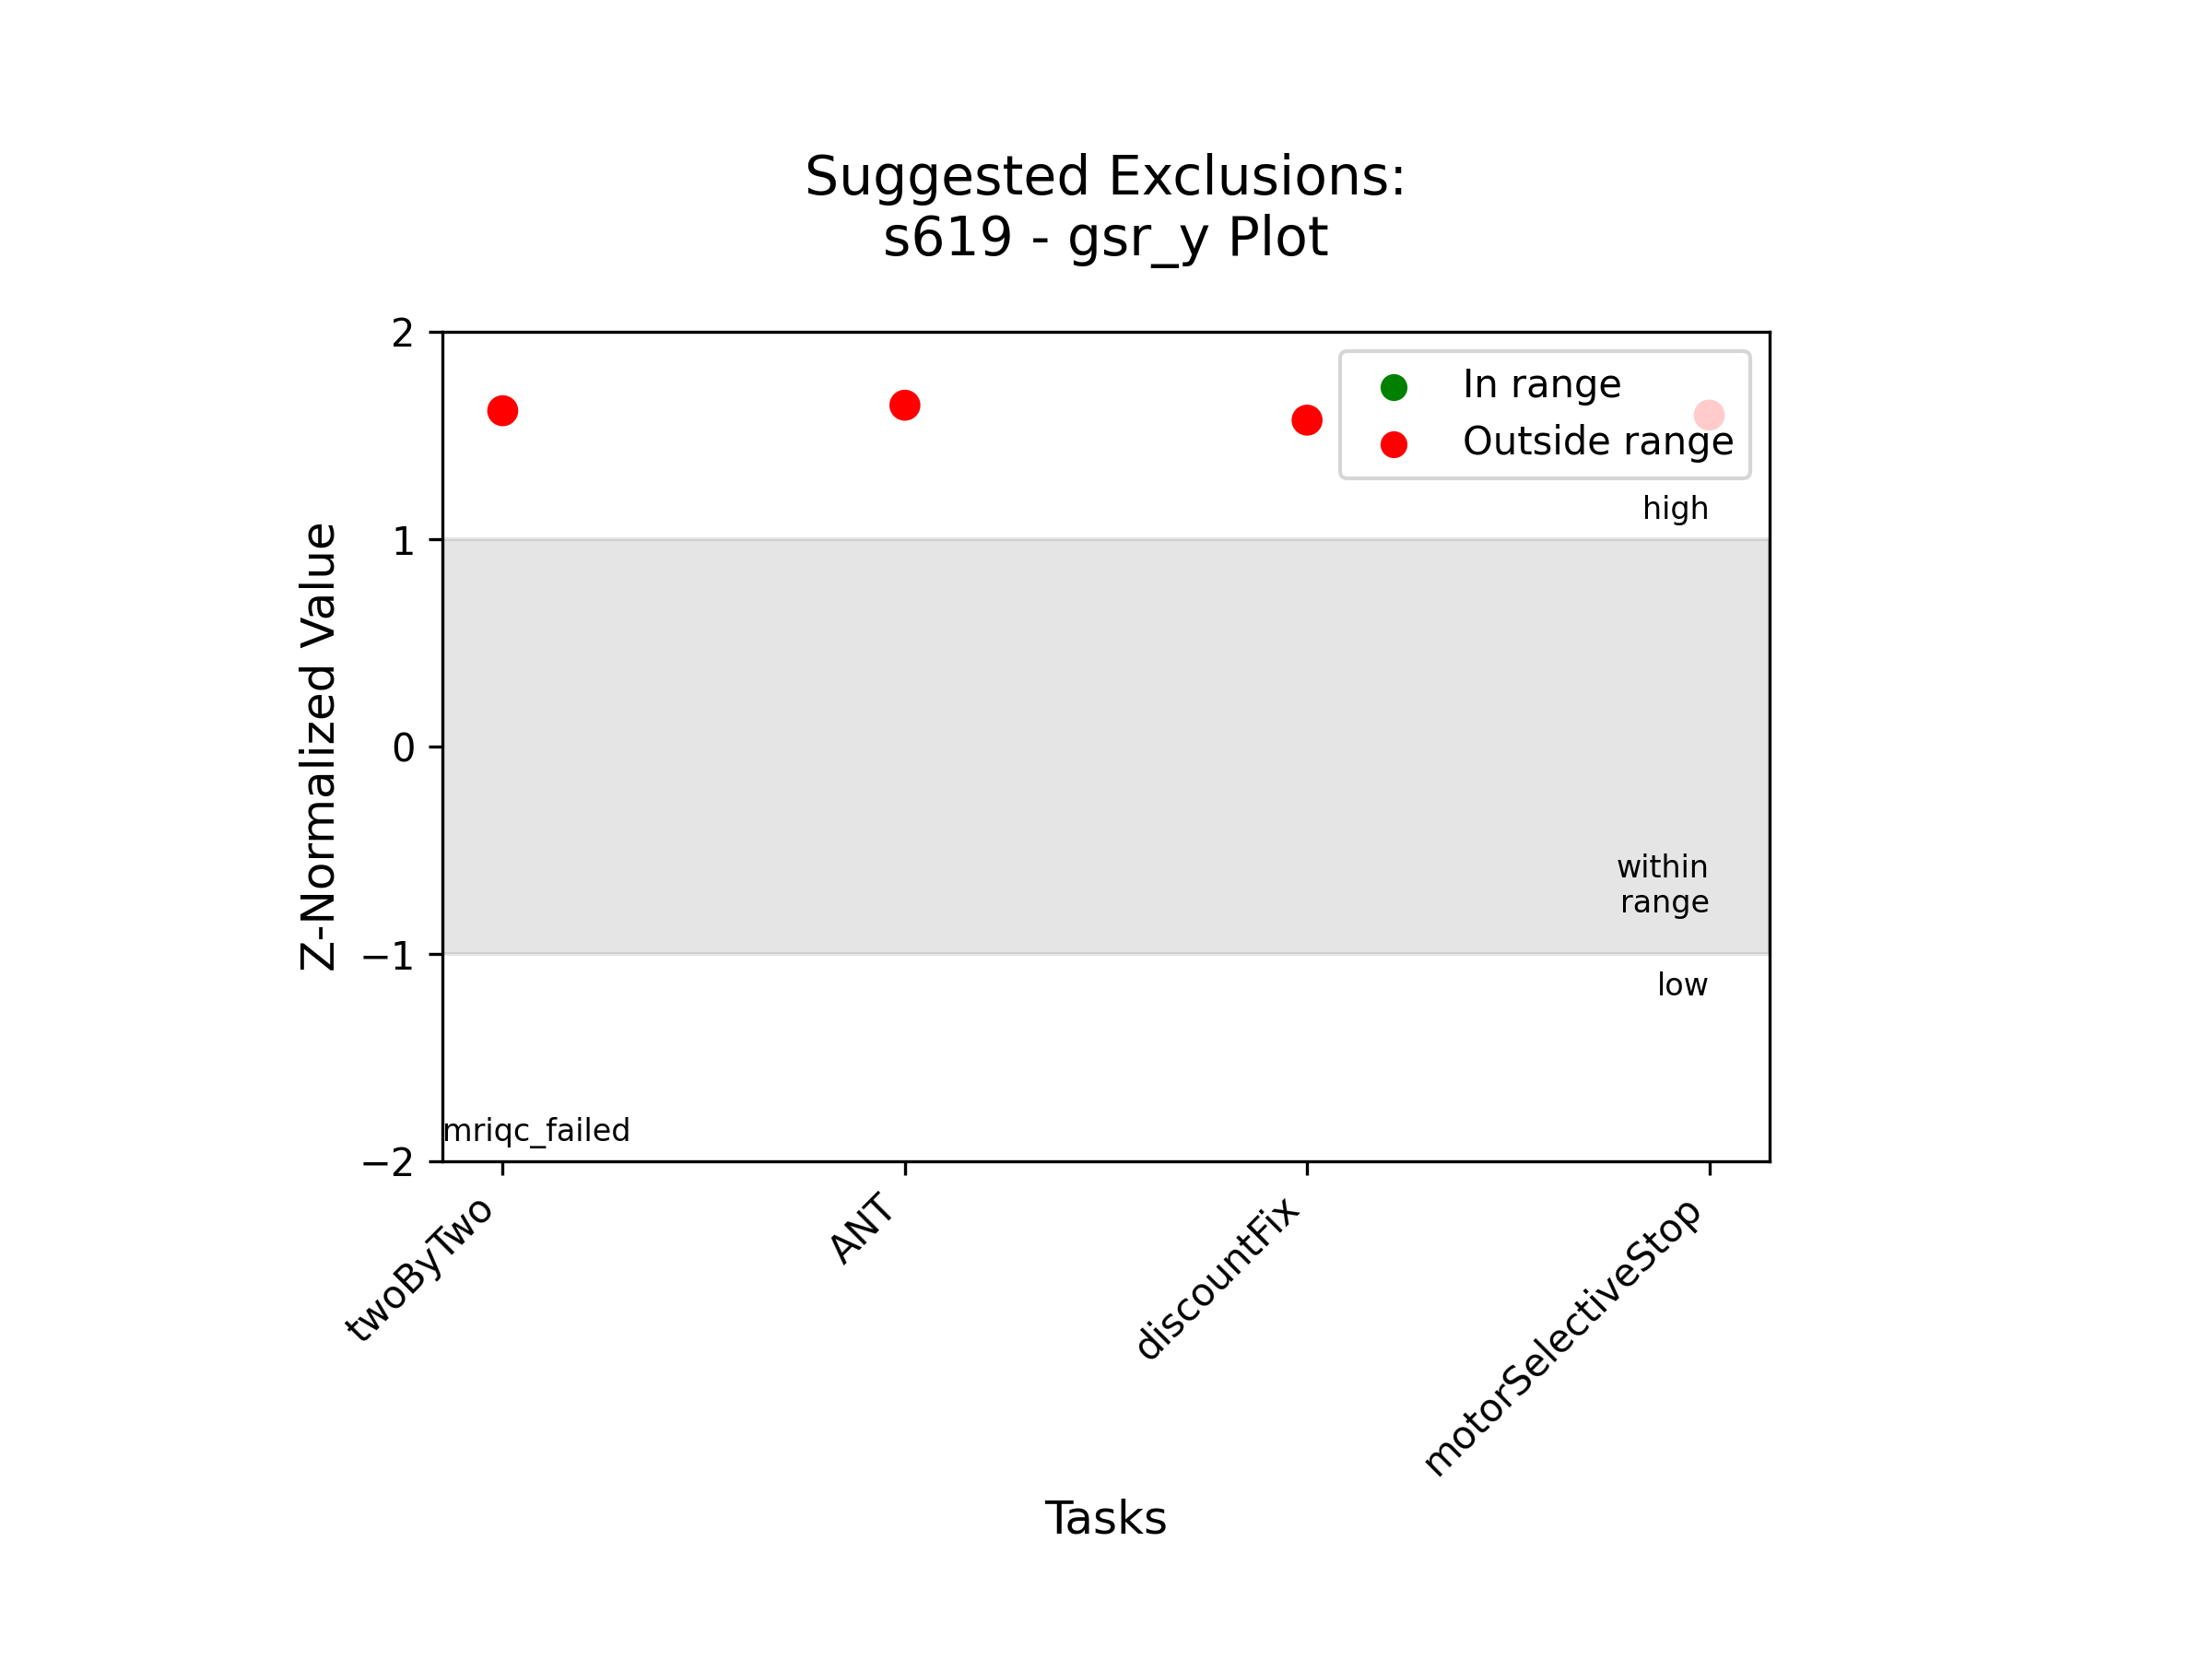 Suggested Exclusions:
s619 - gsr_y Plot
2
1
0
−1
−2
Z-Normalized Value
In range
Outside range
high
within
range
low
mriqc_failed
twoByTwo
ANT
discountFix
motorSelectiveStop
Tasks